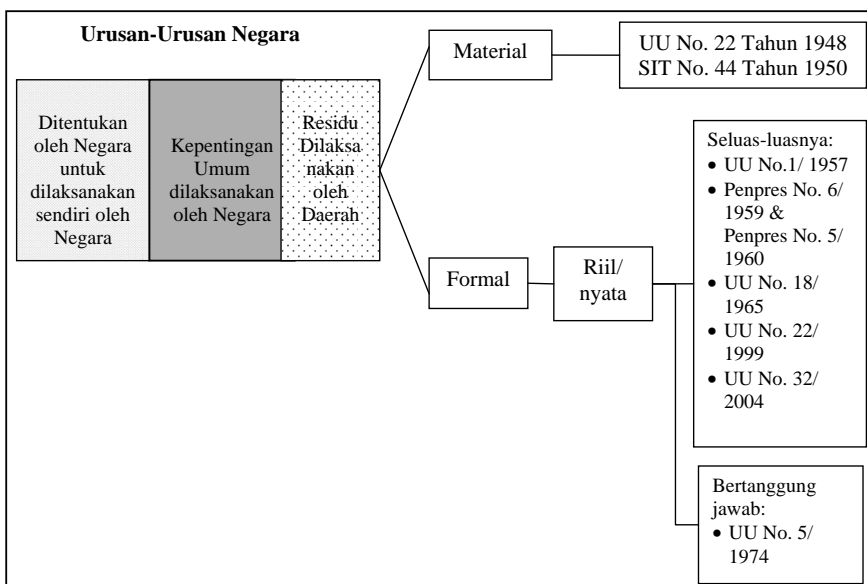 Urusan-Urusan Negara
Ditentukan
oleh Negara
untuk
dilaksanakan
sendiri oleh
Negara
Kepentingan
Umum
dilaksanakan
oleh Negara
Residu
Dilaksa
nakan
oleh
Daerah
Material
UU No. 22 Tahun 1948
SIT No. 44 Tahun 1950
Formal
Riil/
nyata
Seluas-luasnya:
• UU No.1/ 1957
• Penpres No. 6/
1959 &
Penpres No. 5/
1960
• UU No. 18/
1965
• UU No. 22/
1999
• UU No. 32/
2004
Bertanggung
jawab:
• UU No. 5/
1974